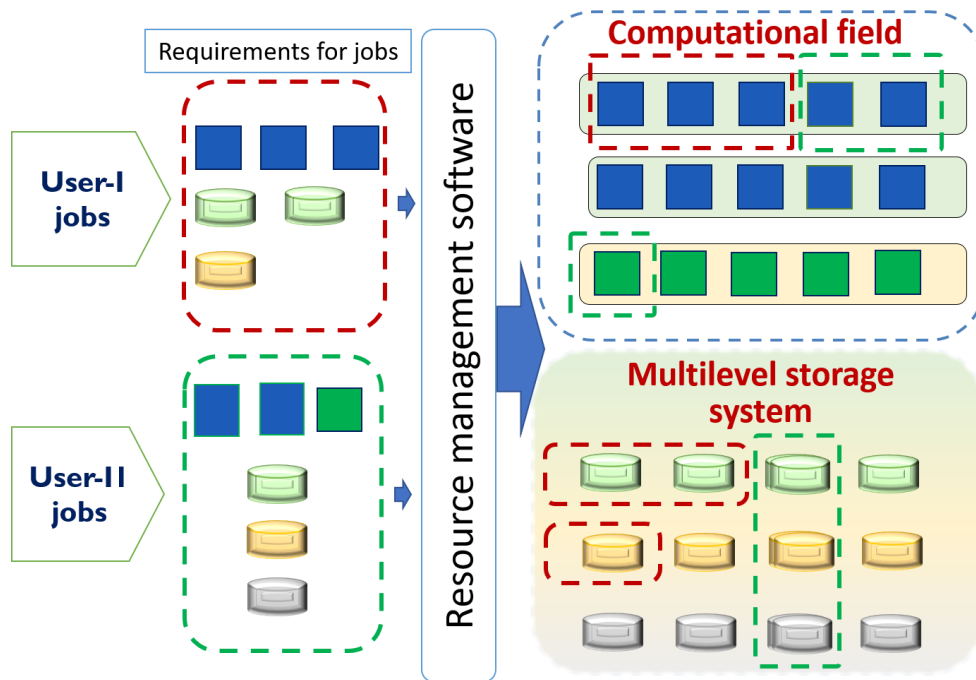 Requirements for jobs
User-I
jobs
User-II
jobs
Resource management software
Computational field
Multilevel storage
system